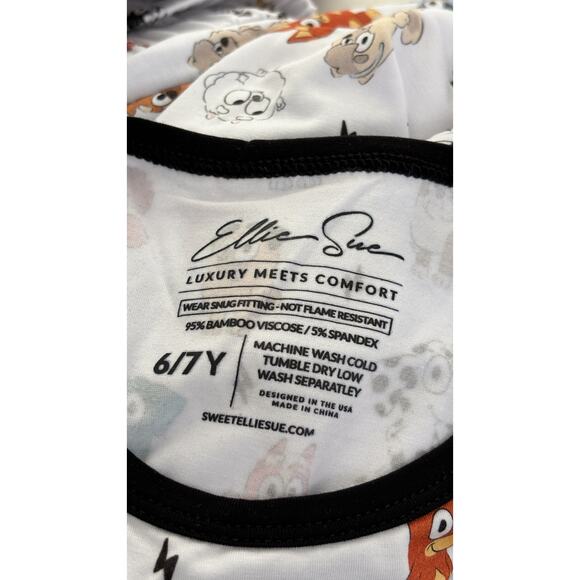 Ellie Sue
LUXURY MEETS COMFORT
WEAR SNUG FITTING - NOT FLAME RESISTANT
95% BAMBOO VISCOSE / 5% SPANDEX
6/7 Y
MACHINE WASH COLD
TUMBLE DRY LOW
WASH SEPARATLEY
DESIGNED IN THE USA
MADE IN CHINA
SWEETELLIESUE.COM